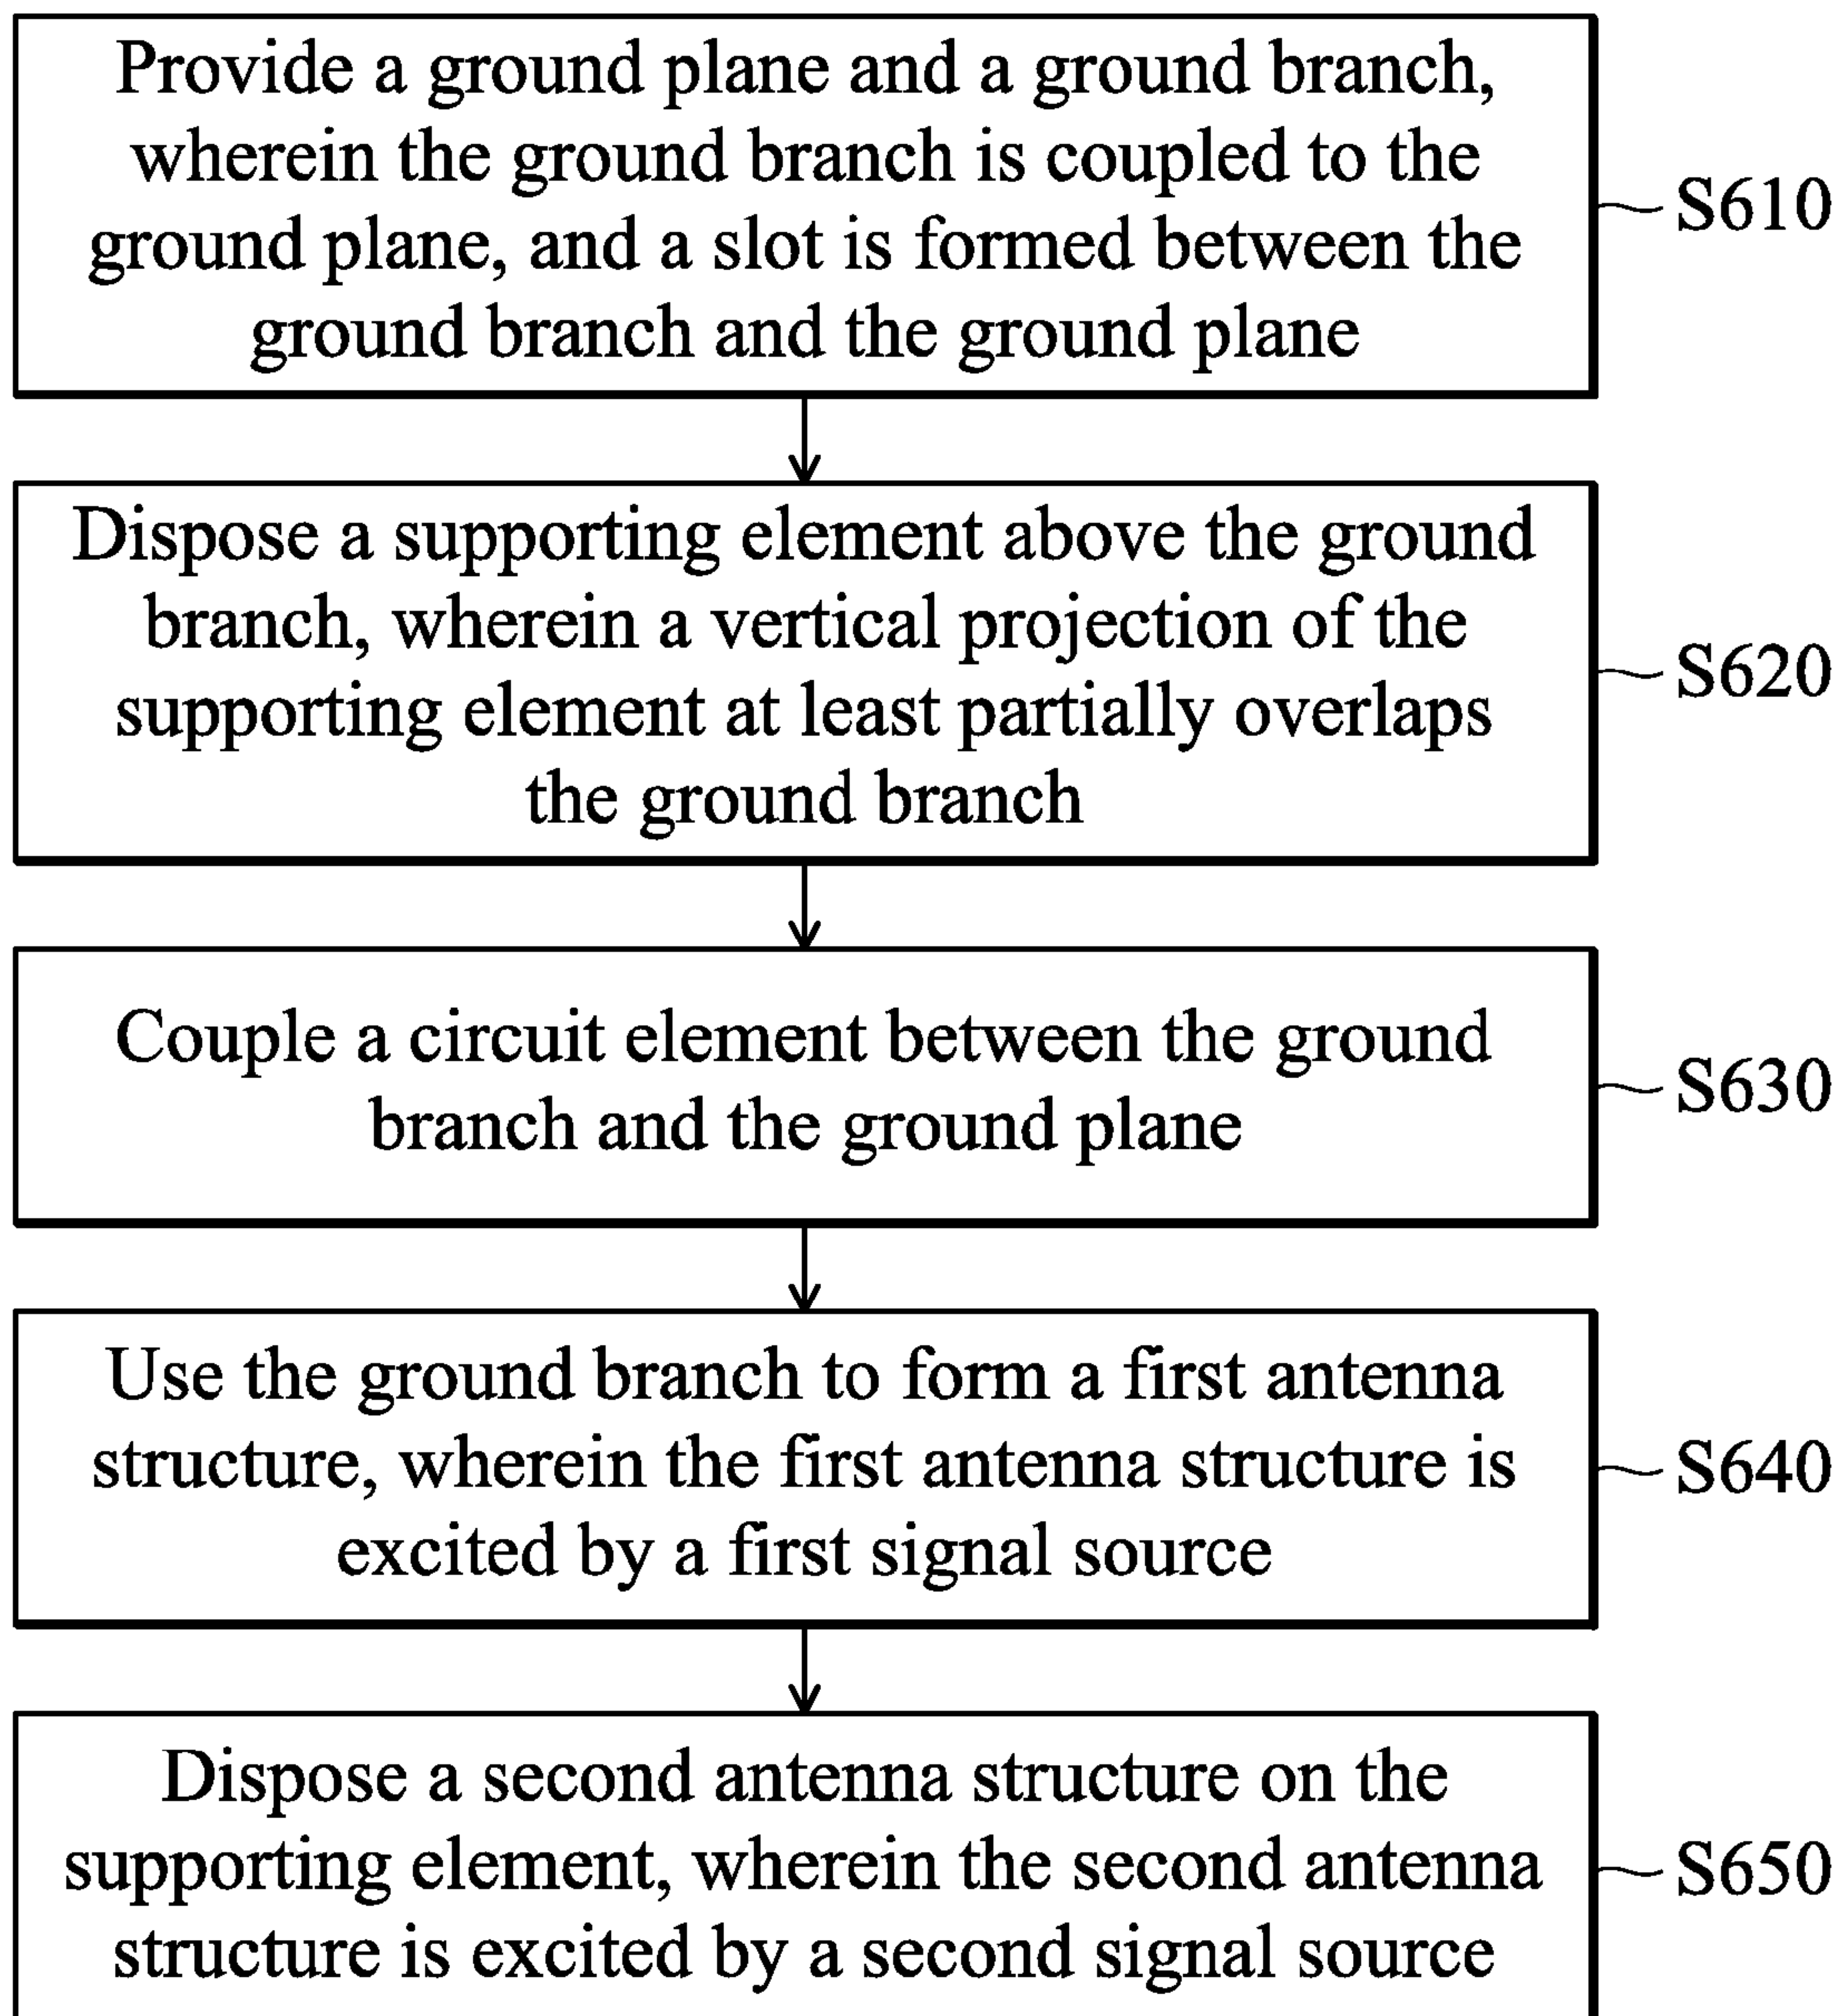 Provide a ground plane and a ground branch,
wherein the ground branch is coupled to the
ground plane, and a slot is formed between the
ground branch and the ground plane
S610
Dispose a supporting element above the ground
branch, wherein a vertical projection of the
supporting element at least partially overlaps
the ground branch
S620
Couple a circuit element between the ground
branch and the ground plane
S630
Use the ground branch to form a first antenna
structure, wherein the first antenna structure is
excited by a first signal source
S640
Dispose a second antenna structure on the
supporting element, wherein the second antenna
structure is excited by a second signal source
S650